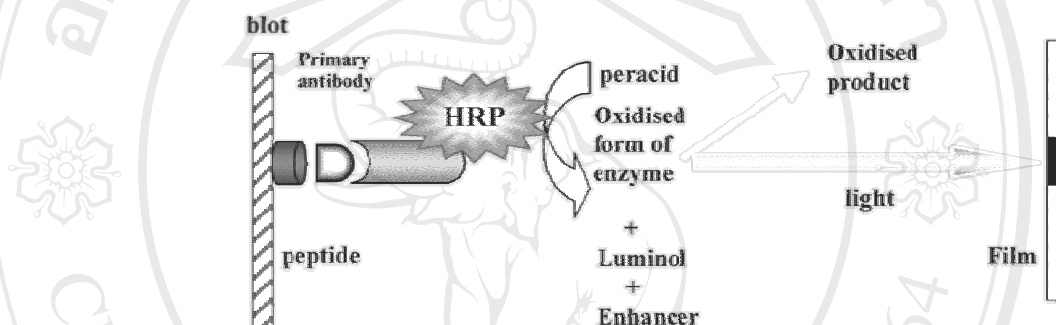 blot
Primary
antibody
HRP
peracid
Oxidised
form of
enzyme
+
Luminol
+
Enhancer
Oxidised
product
light
Film
peptide